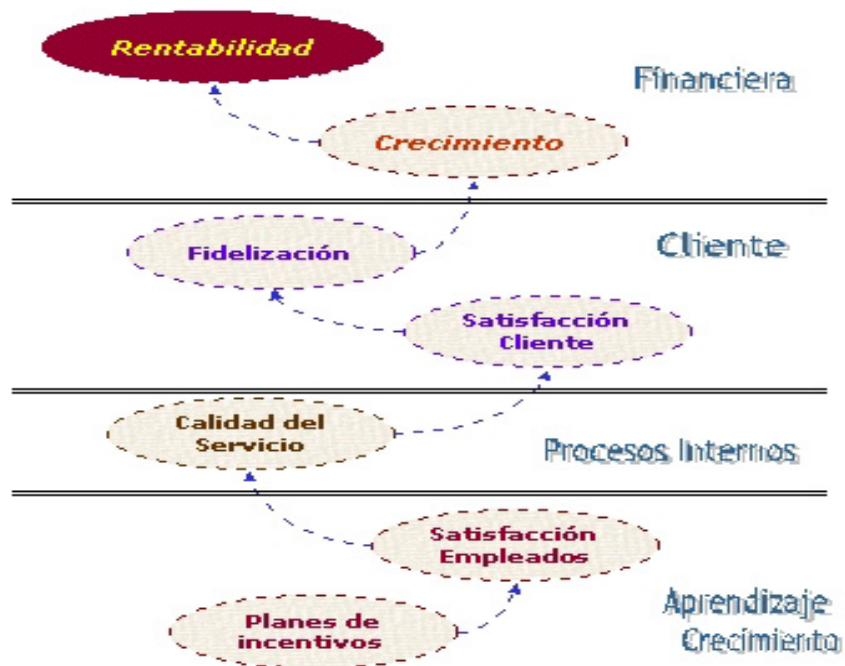 Rentabilidad
Financiera
Crecimiento
Fidelización
Cliente
Satisfacción
Cliente
Calidad del
Servicio
Procesos Internos
Satisfacción
Empleados
Planes de
incentivos
Aprendizaje
Crecimiento